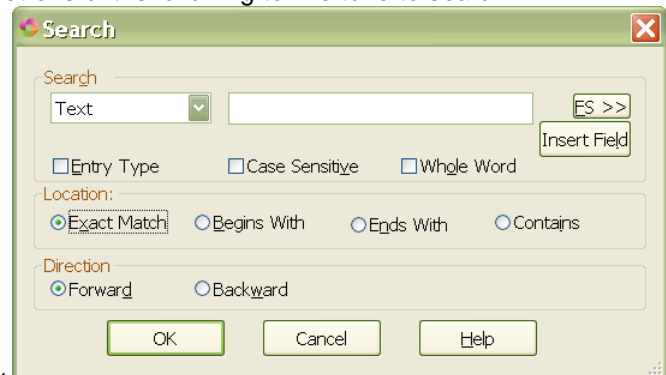 Search
Search
Text
FS >>
Insert Field
Entry Type Case Sensitive Whole Word
Location:
Exact Match Begins With Ends With Contains
Direction
Forward Backward
OK Cancel Help